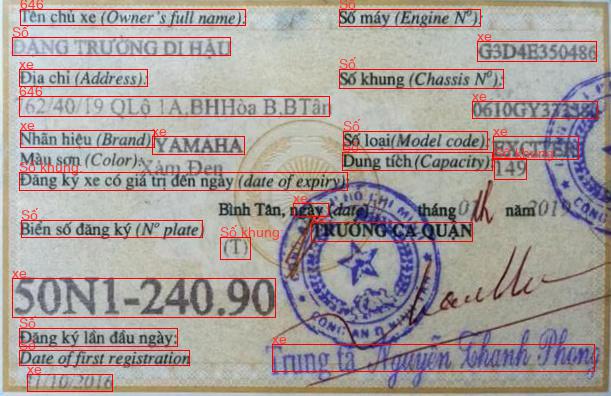 Tên chủ xe (Owner's full name): Số máy (Engine Nº):
ĐẶNG TRƯỜNG DI HẬU G3D4E350486
Địa chỉ (Address): Số khung (Chassis Nº):
762/40/19 QLộ 1A,BHHòa B,BTân
Nhãn hiệu (Brand): YAMAHA Số loại (Model code): EXCITER
Màu sơn (Color): Xám Đen Dung tích (Capacity): 149
Đăng ký xe có giá trị đến ngày (date of expiry):
Bình Tân, ngày (date) tháng năm 2019
Biển số đăng ký (Nº plate) (T) TRƯỞNG CA QUẬN
50N1-240.90
Đăng ký lần đầu ngày:
Date of first registration
11/10/2016
Trung tá Nguyễn Thanh Phong
646
Số
xe
Số
xe
xe
Số
646
xe
xe
xe
Số
xe
Số khung
xe
Số
Số khung
xe
Số
Số
xe
xe